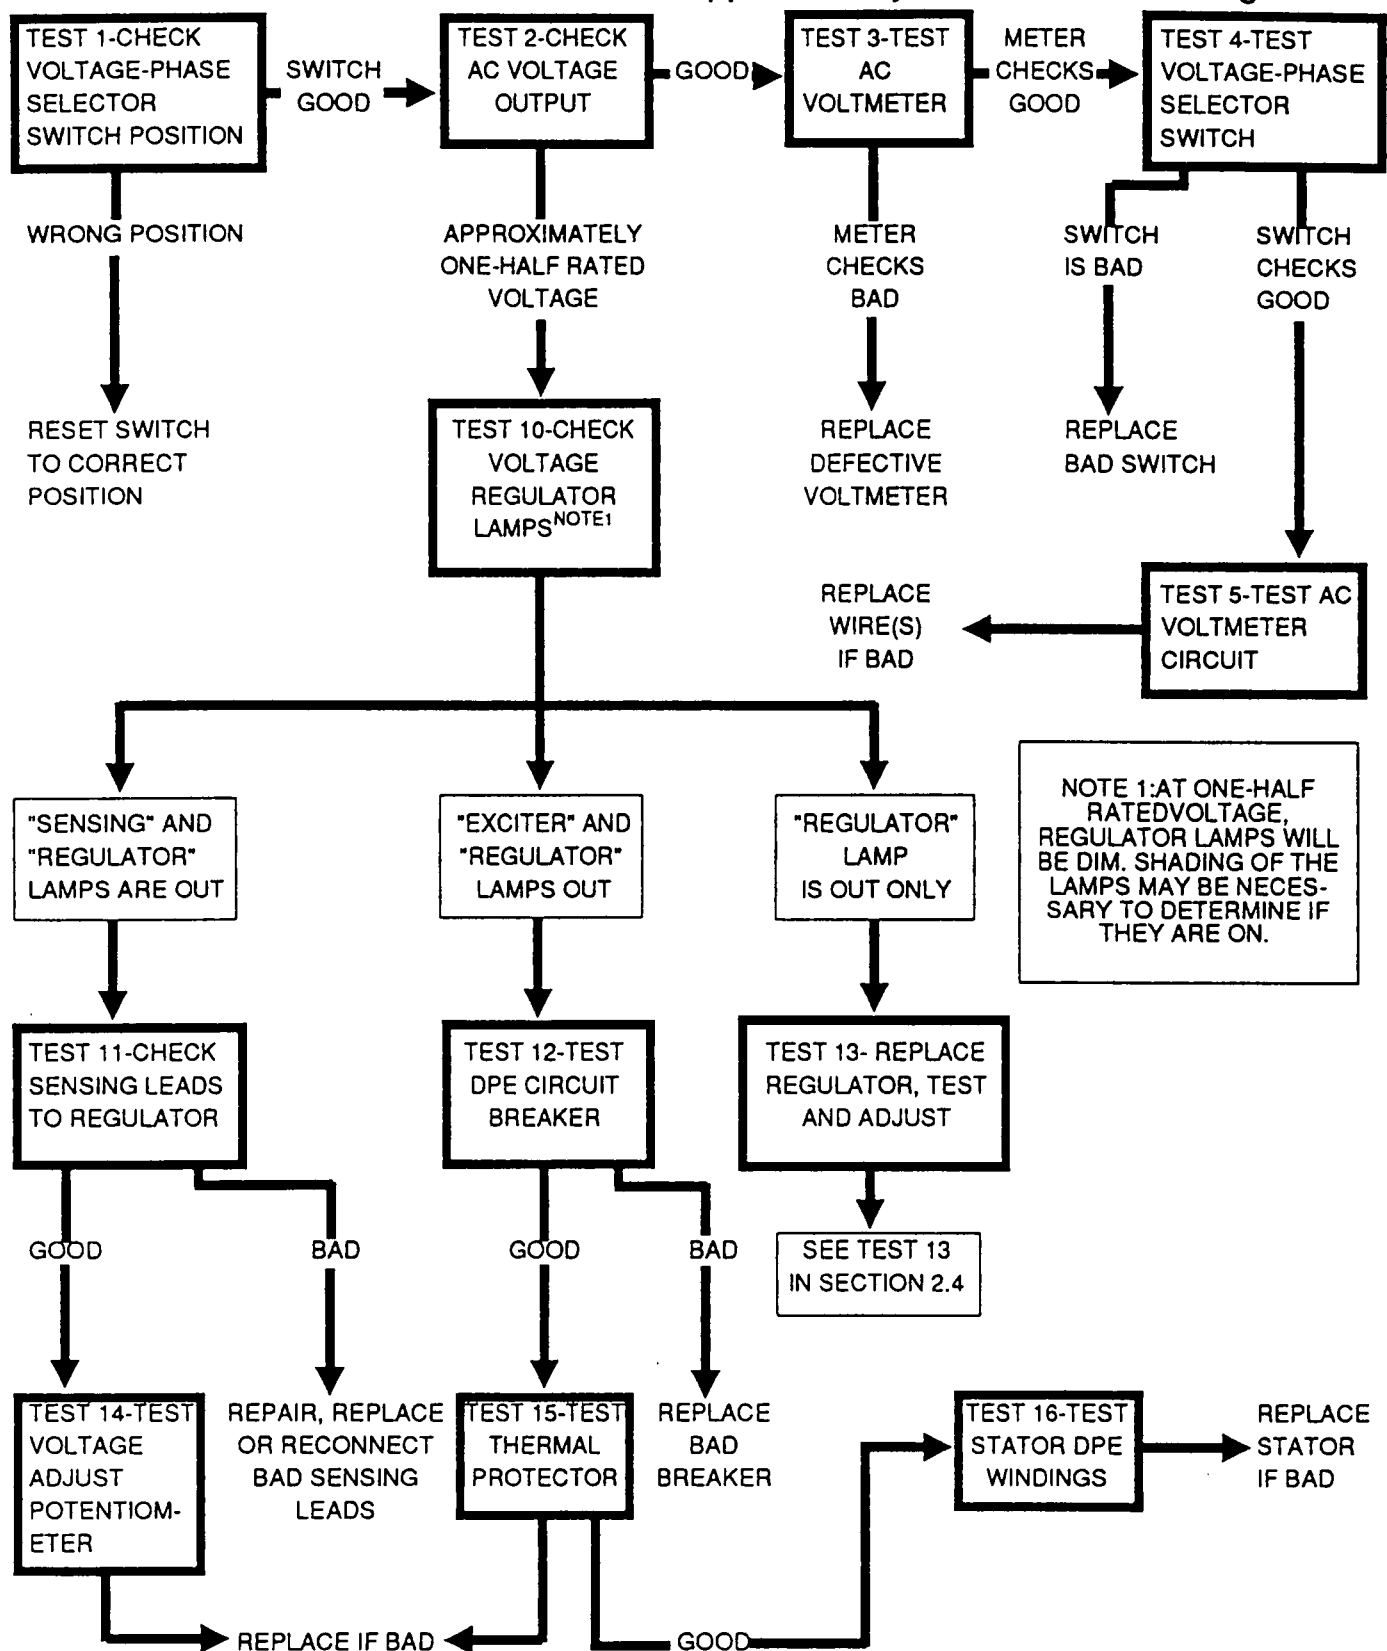 TEST 1-CHECK
VOLTAGE-PHASE
SELECTOR
SWITCH POSITION
SWITCH
GOOD
TEST 2-CHECK
AC VOLTAGE
OUTPUT
GOOD
TEST 3-TEST
AC
VOLTMETER
METER
CHECKS
GOOD
TEST 4-TEST
VOLTAGE-PHASE
SELECTOR
SWITCH
WRONG POSITION
APPROXIMATELY
ONE-HALF RATED
VOLTAGE
METER
CHECKS
BAD
SWITCH
IS BAD
SWITCH
CHECKS
GOOD
RESET SWITCH
TO CORRECT
POSITION
TEST 10-CHECK
VOLTAGE
REGULATOR
LAMPS NOTE1
REPLACE
DEFECTIVE
VOLTMETER
REPLACE
BAD SWITCH
REPLACE
WIRE(S)
IF BAD
TEST 5-TEST AC
VOLTMETER
CIRCUIT
"SENSING" AND
"REGULATOR"
LAMPS ARE OUT
"EXCITER" AND
"REGULATOR"
LAMPS OUT
"REGULATOR"
LAMP
IS OUT ONLY
NOTE 1:AT ONE-HALF
RATEDVOLTAGE,
REGULATOR LAMPS WILL
BE DIM. SHADING OF THE
LAMPS MAY BE NECES-
SARY TO DETERMINE IF
THEY ARE ON.
TEST 11-CHECK
SENSING LEADS
TO REGULATOR
TEST 12-TEST
DPE CIRCUIT
BREAKER
TEST 13- REPLACE
REGULATOR, TEST
AND ADJUST
GOOD
BAD
GOOD
BAD
SEE TEST 13
IN SECTION 2.4
TEST 14-TEST
VOLTAGE
ADJUST
POTENTIOM-
ETER
REPAIR, REPLACE
OR RECONNECT
BAD SENSING
LEADS
TEST 15-TEST
THERMAL
PROTECTOR
REPLACE
BAD
BREAKER
TEST 16-TEST
STATOR DPE
WINDINGS
REPLACE
STATOR
IF BAD
REPLACE IF BAD
GOOD